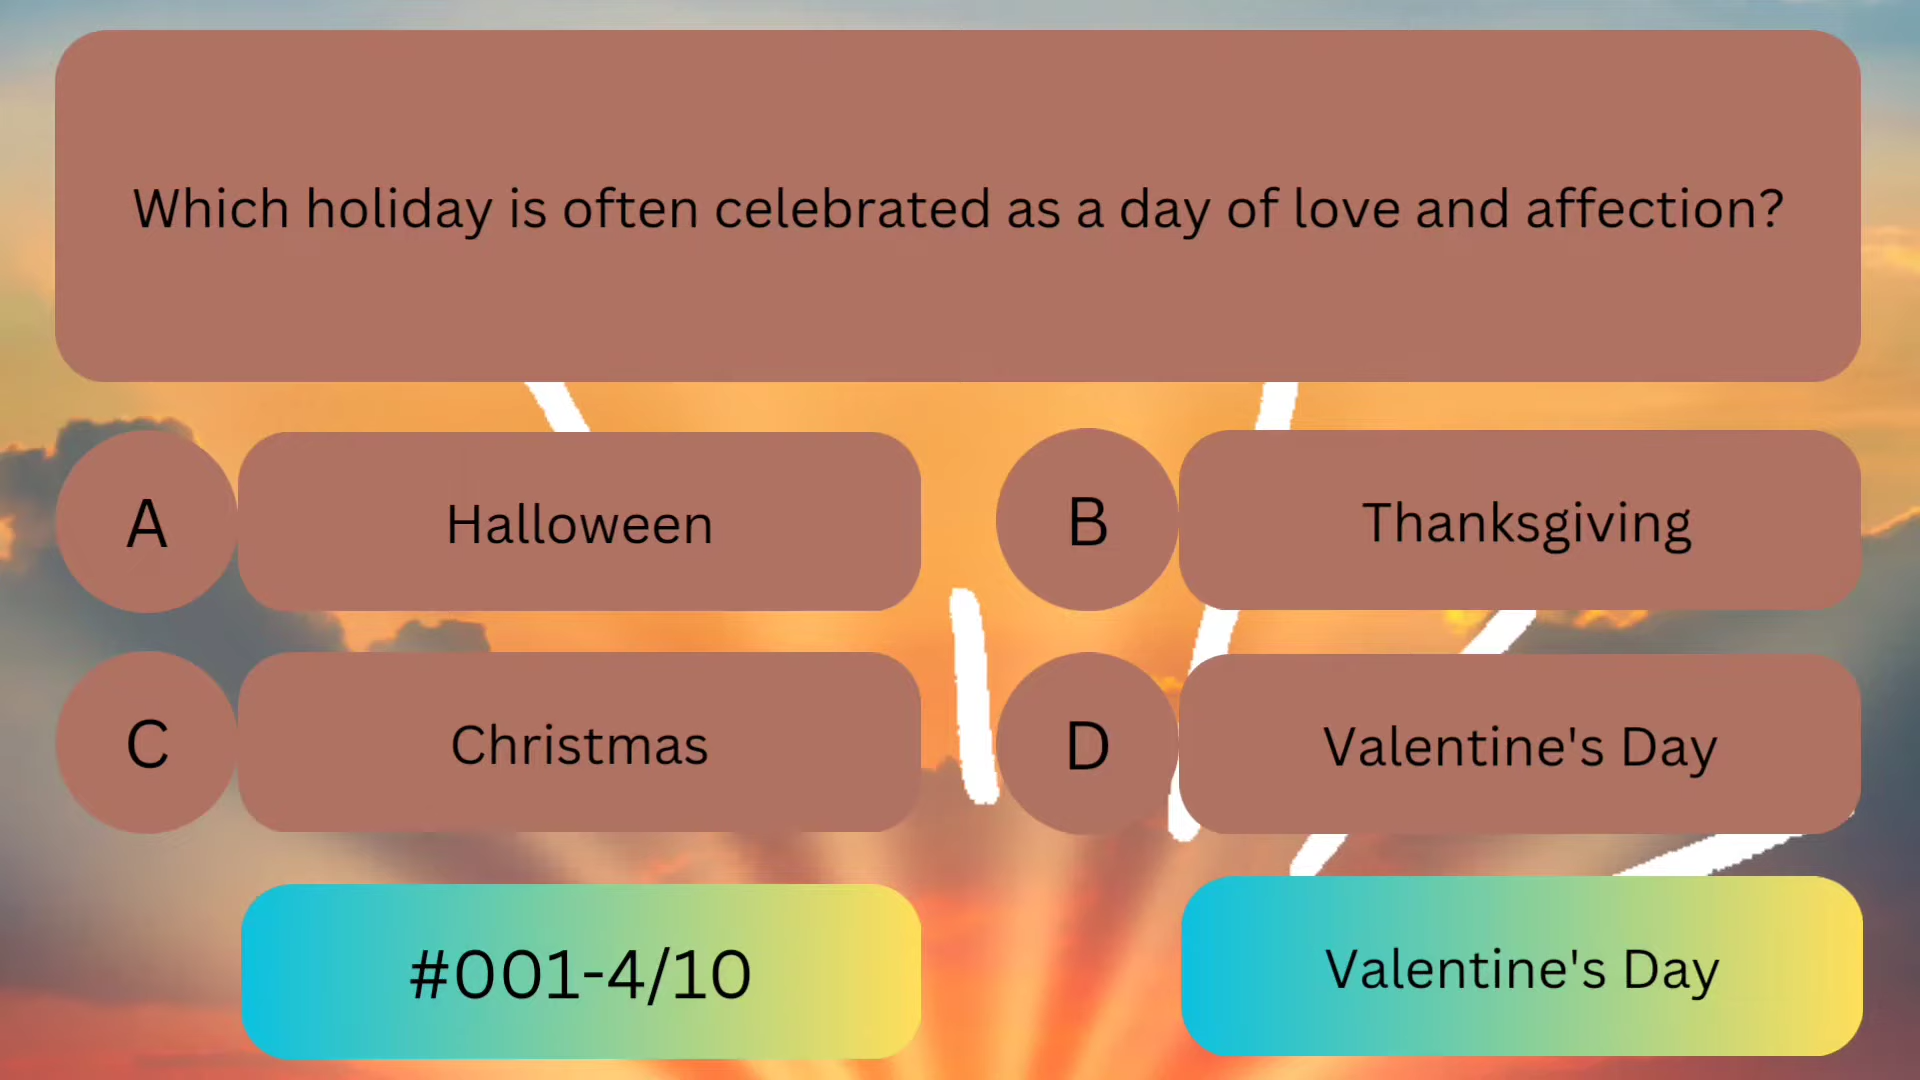 Which holiday is often celebrated as a day of love and affection?
A
Halloween
B
Thanksgiving
C
Christmas
D
Valentine's Day
#001-4/10
Valentine's Day